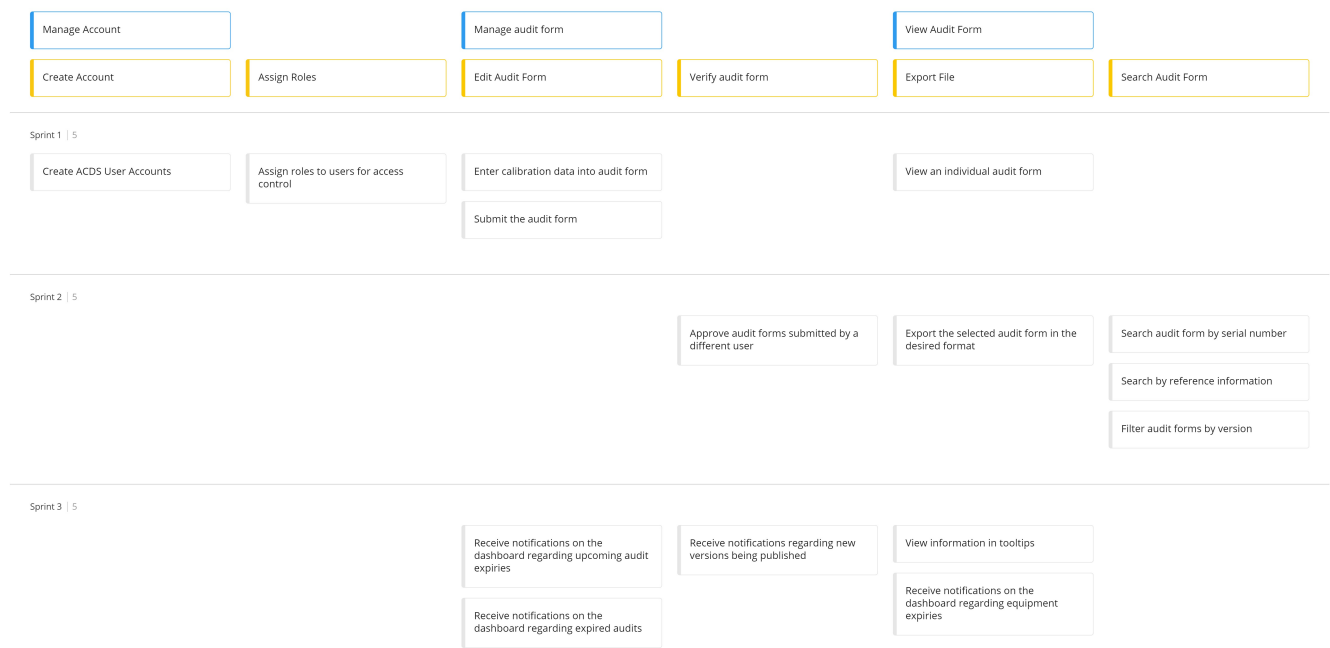 Manage Account
Manage audit form
View Audit Form
Create Account
Assign Roles
Edit Audit Form
Verify audit form
Export File
Search Audit Form
Sprint 1 | 5
Create ACDS User Accounts
Assign roles to users for access
control
Enter calibration data into audit form
View an individual audit form
Submit the audit form
Sprint 2 | 5
Approve audit forms submitted by a
different user
Export the selected audit form in the
desired format
Search audit form by serial number
Search by reference information
Filter audit forms by version
Sprint 3 | 5
Receive notifications on the
dashboard regarding upcoming audit
expiries
Receive notifications regarding new
versions being published
View information in tooltips
Receive notifications on the
dashboard regarding equipment
expiries
Receive notifications on the
dashboard regarding expired audits